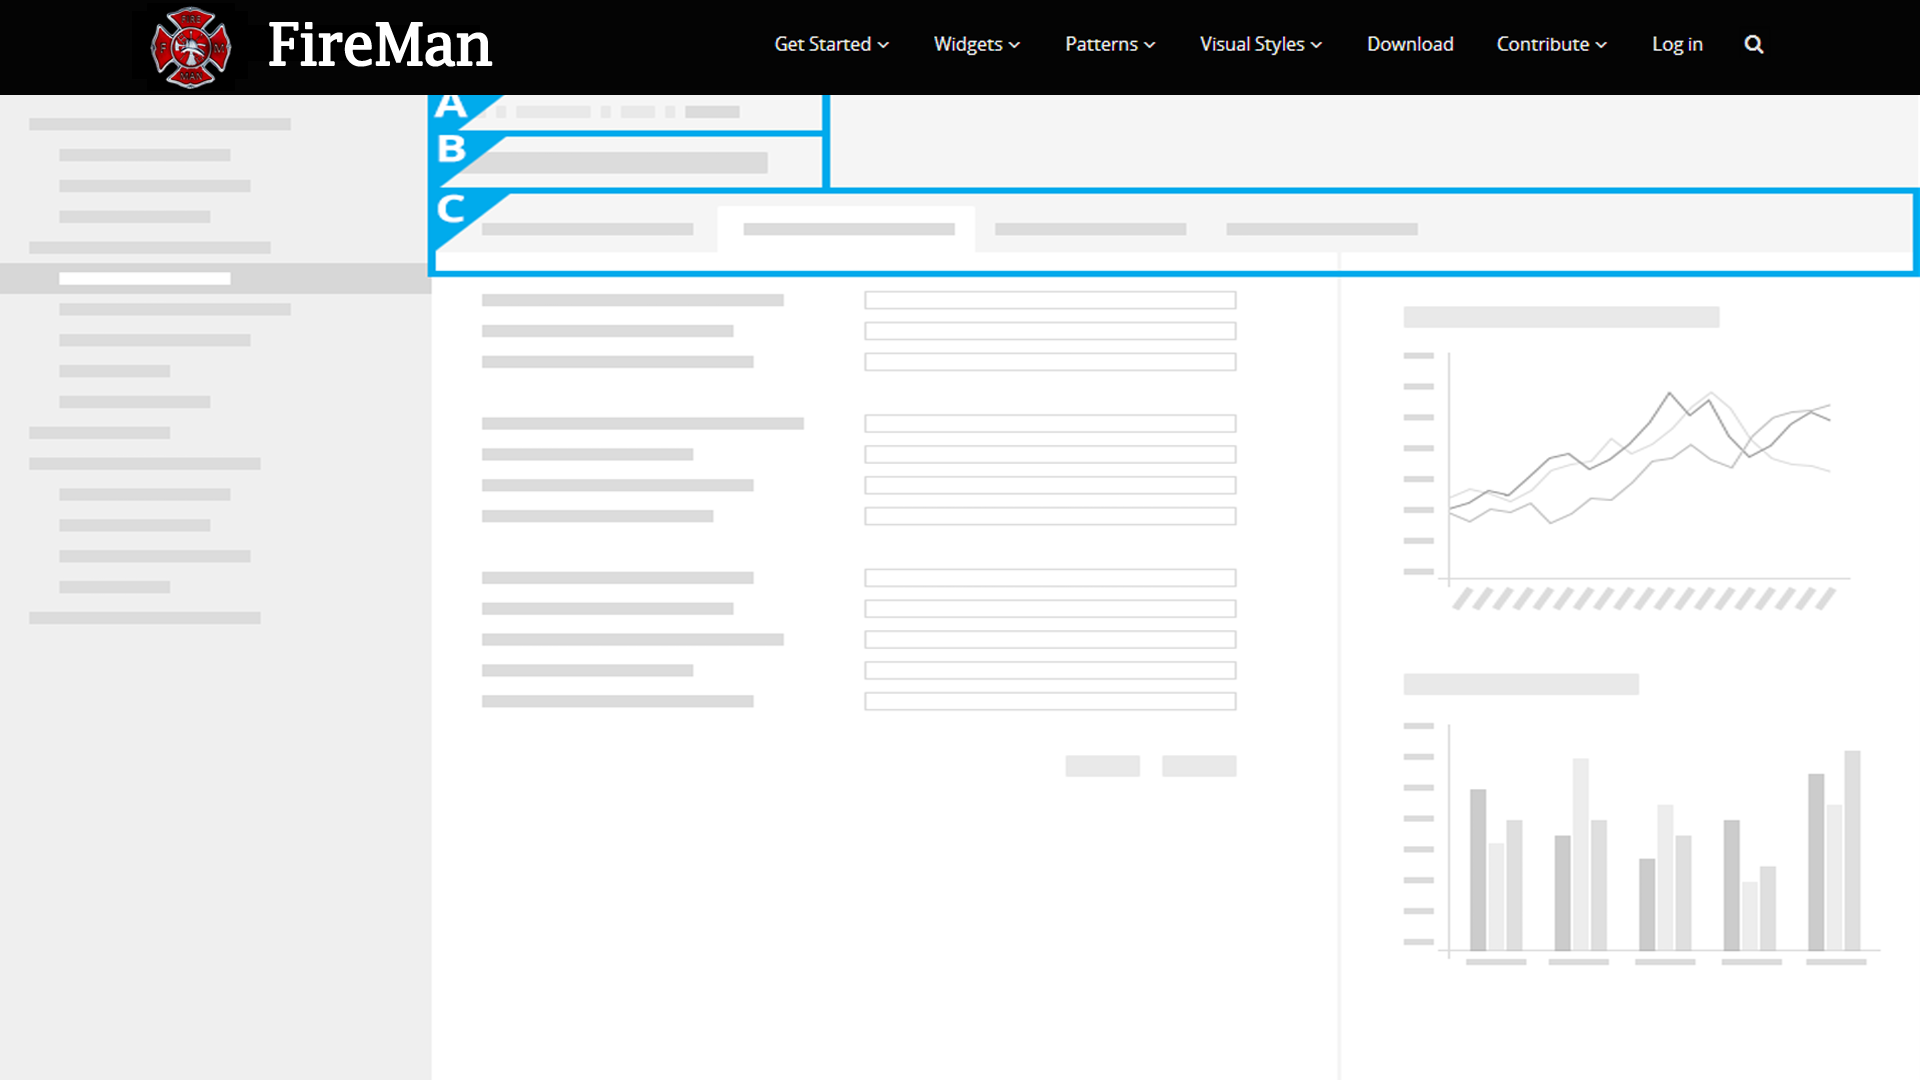 FIRE
F M
MAN
FireMan
Get Started
Widgets
Patterns
Visual Styles
Download
Contribute
Log in
A
B
C